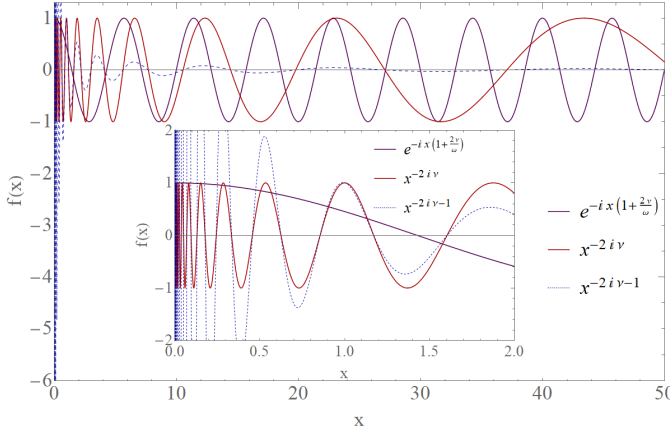 1
0
-1
-2
-3
-4
-5
-6
f(x)
0
10
20
30
40
50
x
2
1
0
-1
-2
f(x)
0.0
0.5
1.0
1.5
2.0
x
e^{-i x(1+\frac{2ν}{ω})}
x^{-2 i ν}
x^{-2 i ν-1}
e^{-i x(1+\frac{2ν}{ω})}
x^{-2 i ν}
x^{-2 i ν-1}